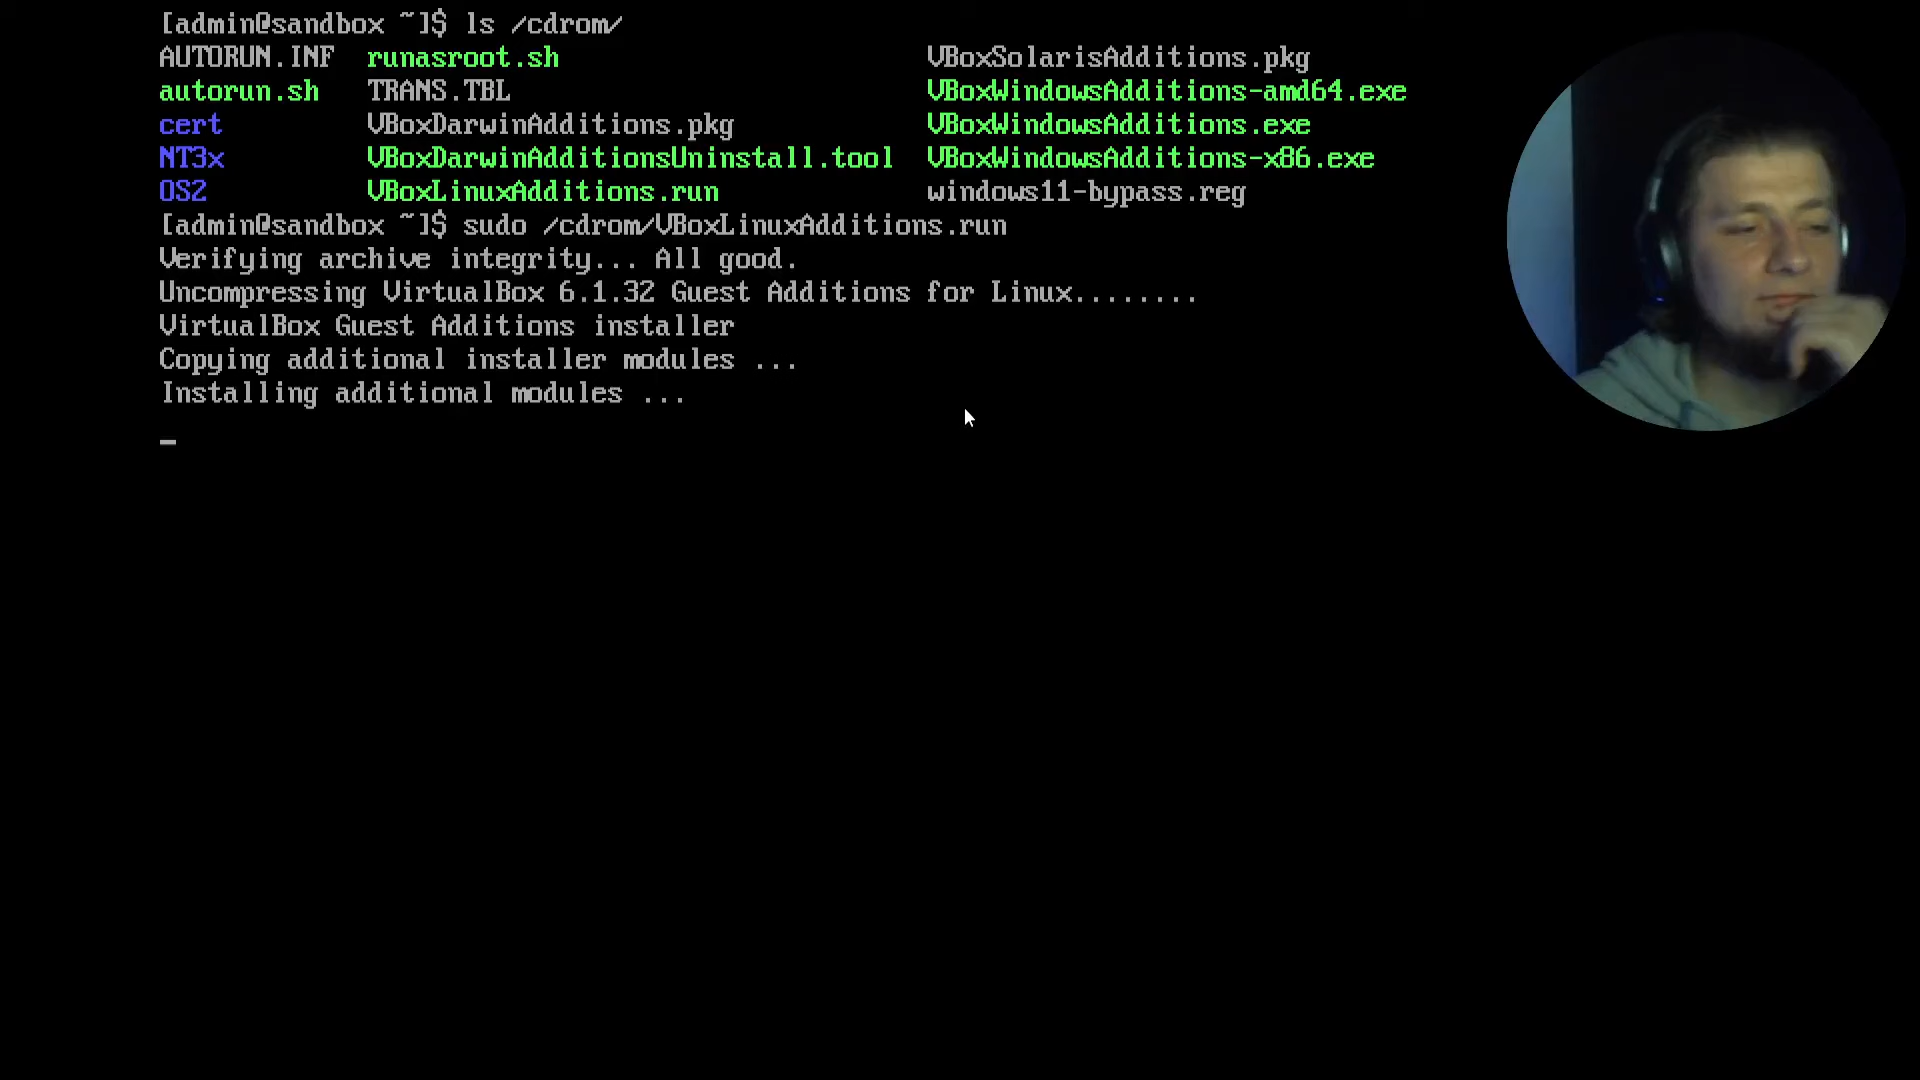 [admin@sandbox ~]$ ls /cdrom/
AUTORUN.INF runasroot.sh VBoxSolarisAdditions.pkg
autorun.sh TRANS.TBL VBoxWindowsAdditions-amd64.exe
cert VBoxDarwinAdditions.pkg VBoxWindowsAdditions.exe
NT3x VBoxDarwinAdditionsUninstall.tool VBoxWindowsAdditions-x86.exe
OS2 VBoxLinuxAdditions.run windows11-bypass.reg
[admin@sandbox ~]$ sudo /cdrom/VBoxLinuxAdditions.run
Verifying archive integrity... All good.
Uncompressing VirtualBox 6.1.32 Guest Additions for Linux........
VirtualBox Guest Additions installer
Copying additional installer modules ...
Installing additional modules ...